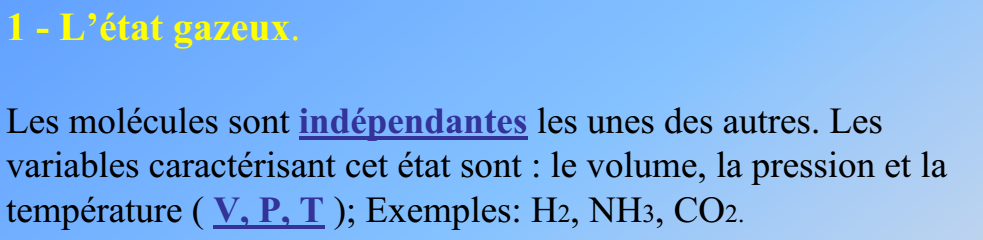 1 - L’état gazeux.
Les molécules sont indépendantes les unes des autres. Les
variables caractérisant cet état sont : le volume, la pression et la
température ( V, P, T ); Exemples: H2, NH3, CO2.